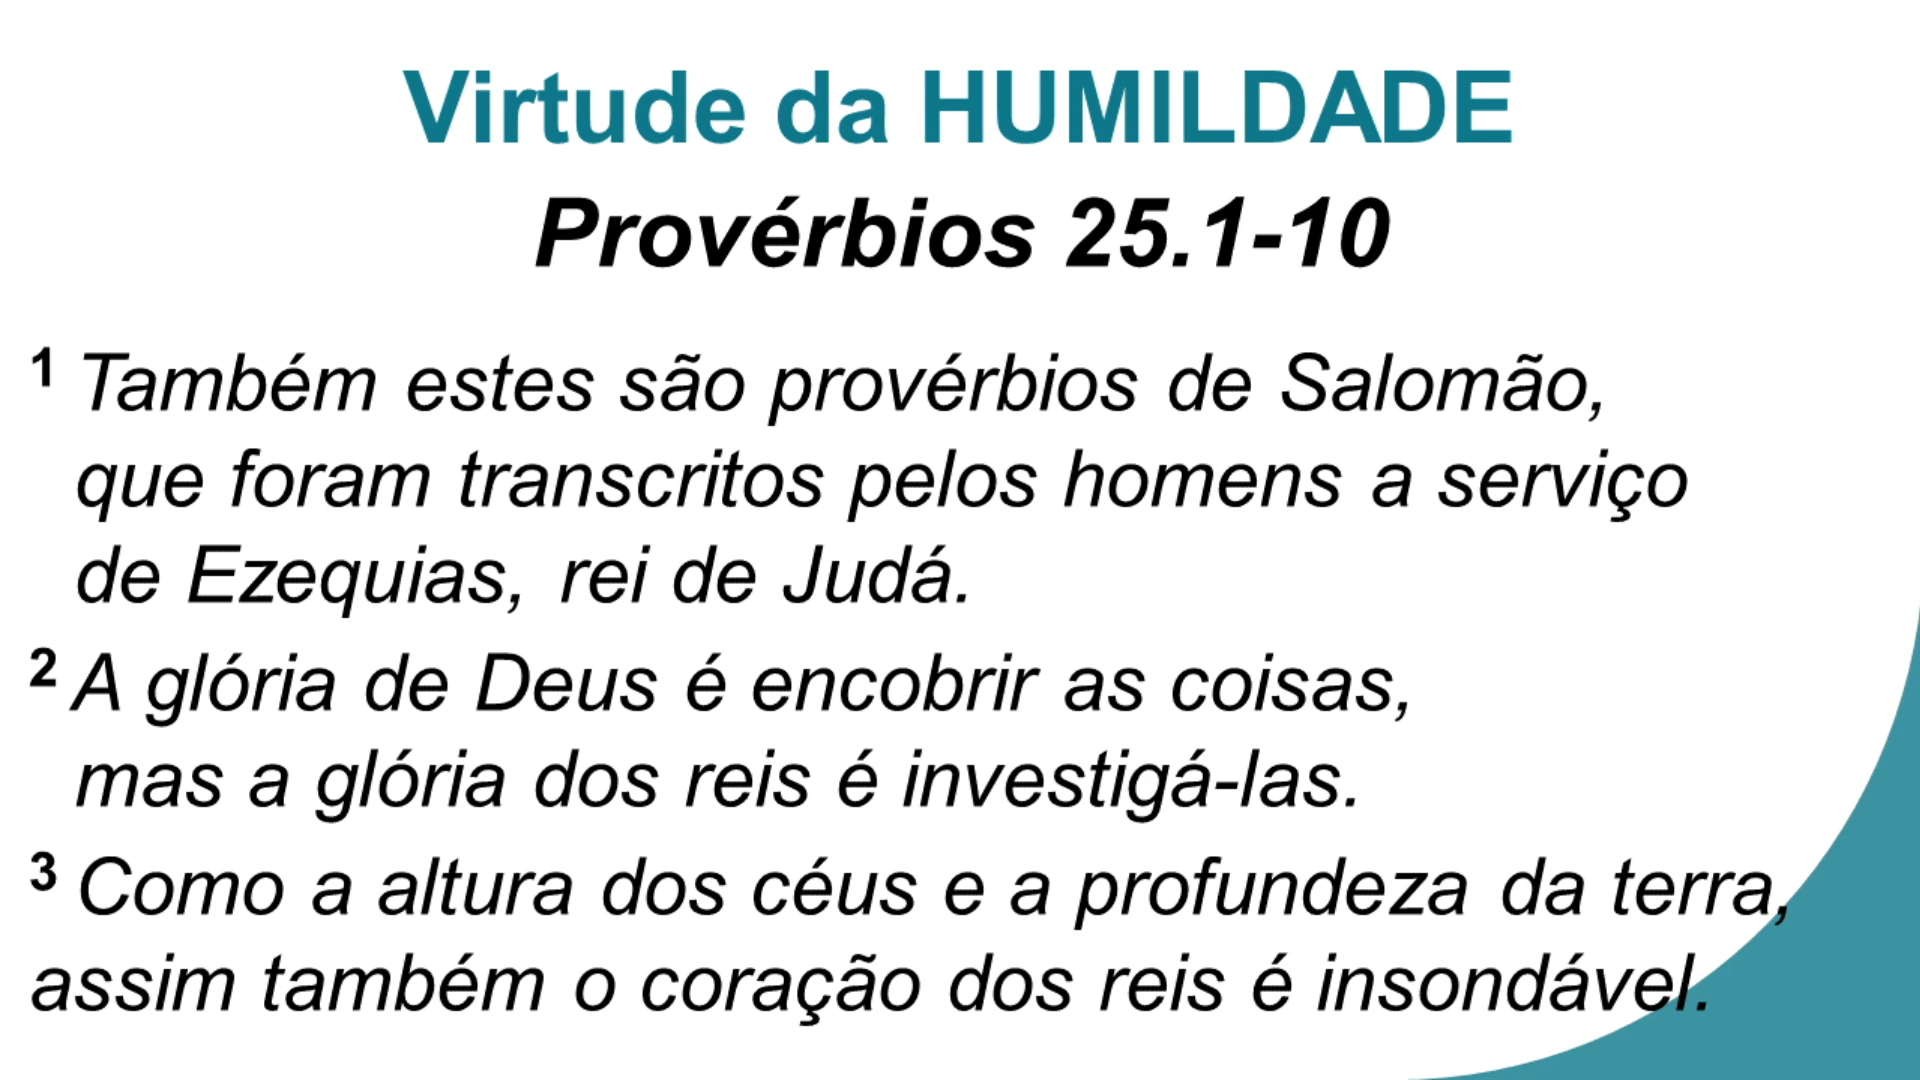 Virtude da HUMILDADE
Provérbios 25.1-10
1 Também estes são provérbios de Salomão,
que foram transcritos pelos homens a serviço
de Ezequias, rei de Judá.
2 A glória de Deus é encobrir as coisas,
mas a glória dos reis é investigá-las.
3 Como a altura dos céus e a profundeza da terra,
assim também o coração dos reis é insondável.